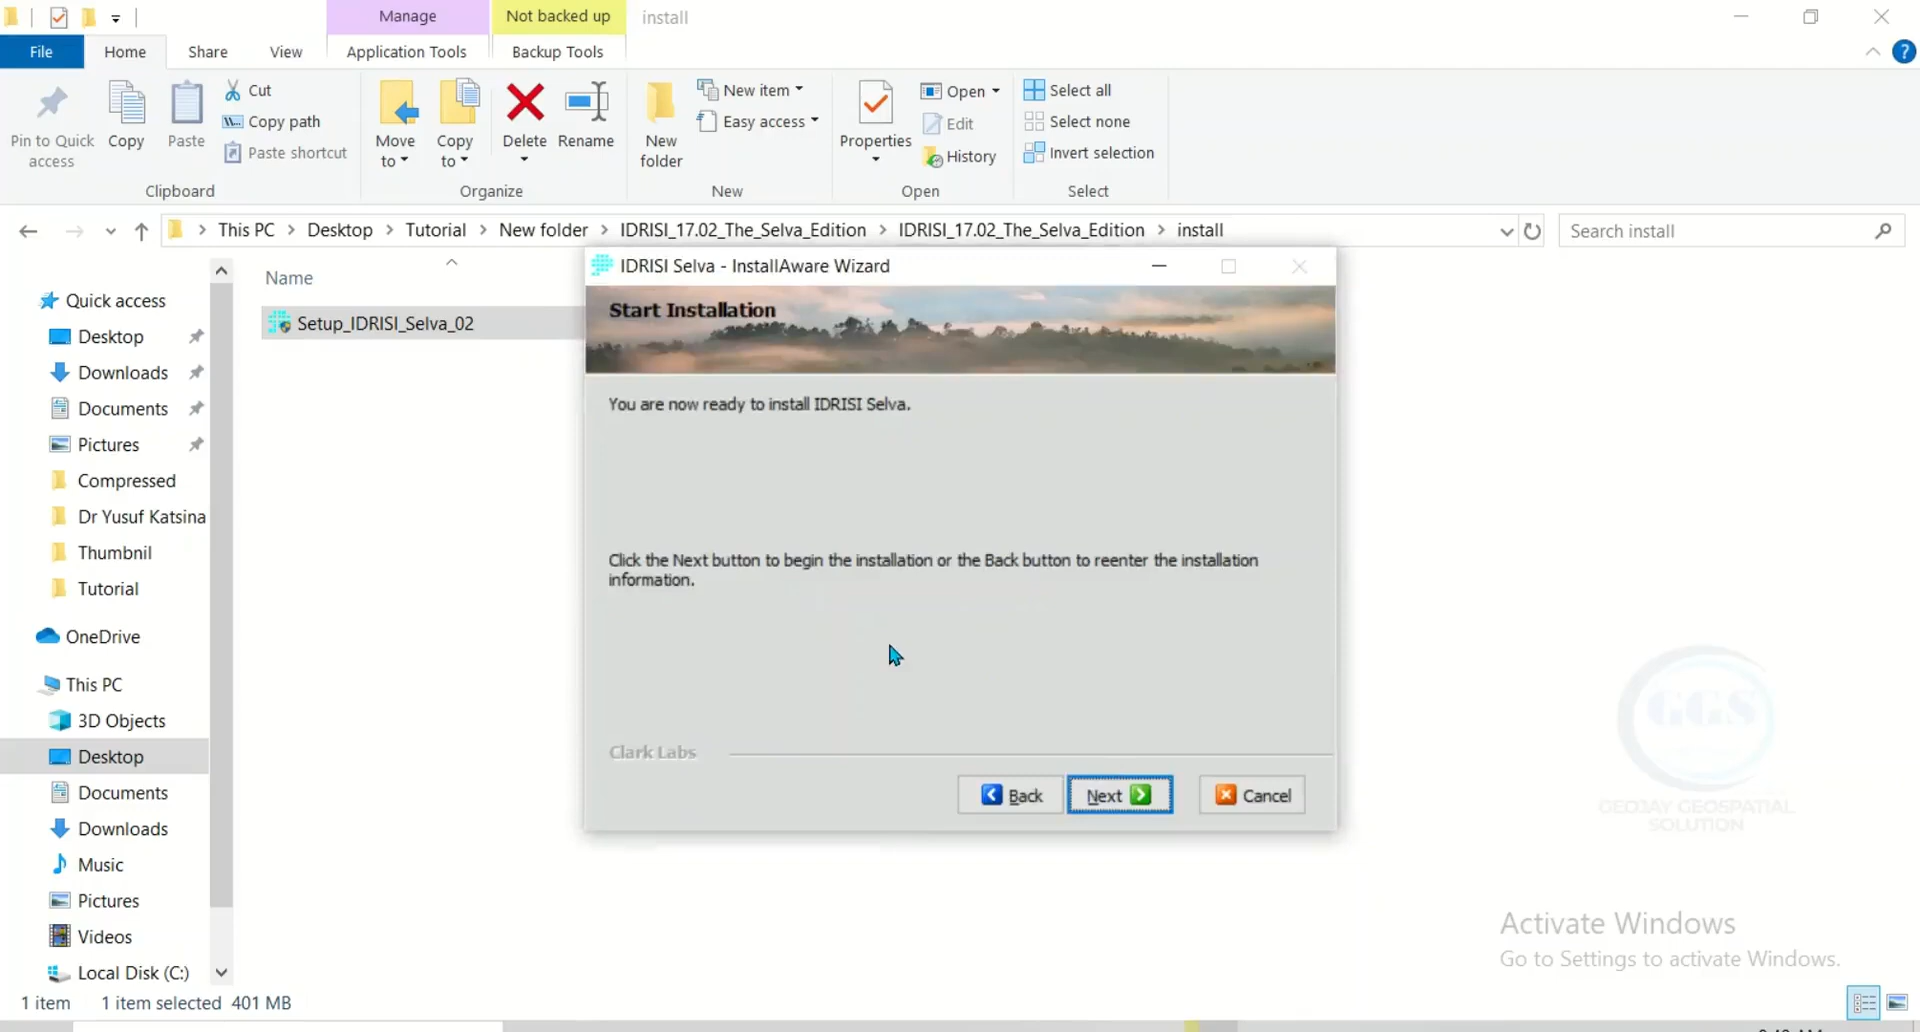 Manage
Not backed up
install
File
Home
Share
View
Application Tools
Backup Tools
Pin to Quick access
Copy
Paste
Cut
Copy path
Paste shortcut
Clipboard
Move to
Copy to
Delete
Rename
Organize
New folder
New item
Easy access
New
Properties
Open
Edit
History
Open
Select all
Select none
Invert selection
Select
This PC > Desktop > Tutorial > New folder > IDRISI_17.02_The_Selva_Edition > IDRISI_17.02_The_Selva_Edition > install
Search install
Name
Setup_IDRISI_Selva_02
Quick access
Desktop
Downloads
Documents
Pictures
Compressed
Dr Yusuf Katsina
Thumbnil
Tutorial
OneDrive
This PC
3D Objects
Desktop
Documents
Downloads
Music
Pictures
Videos
Local Disk (C:)
IDRISI Selva - InstallAware Wizard
Start Installation
You are now ready to install IDRISI Selva.
Click the Next button to begin the installation or the Back button to reenter the installation
information.
Clark Labs
Back
Next
Cancel
GGS
GEOJAY GEOSPATIAL
SOLUTION
Activate Windows
Go to Settings to activate Windows.
1 item
1 item selected 401 MB